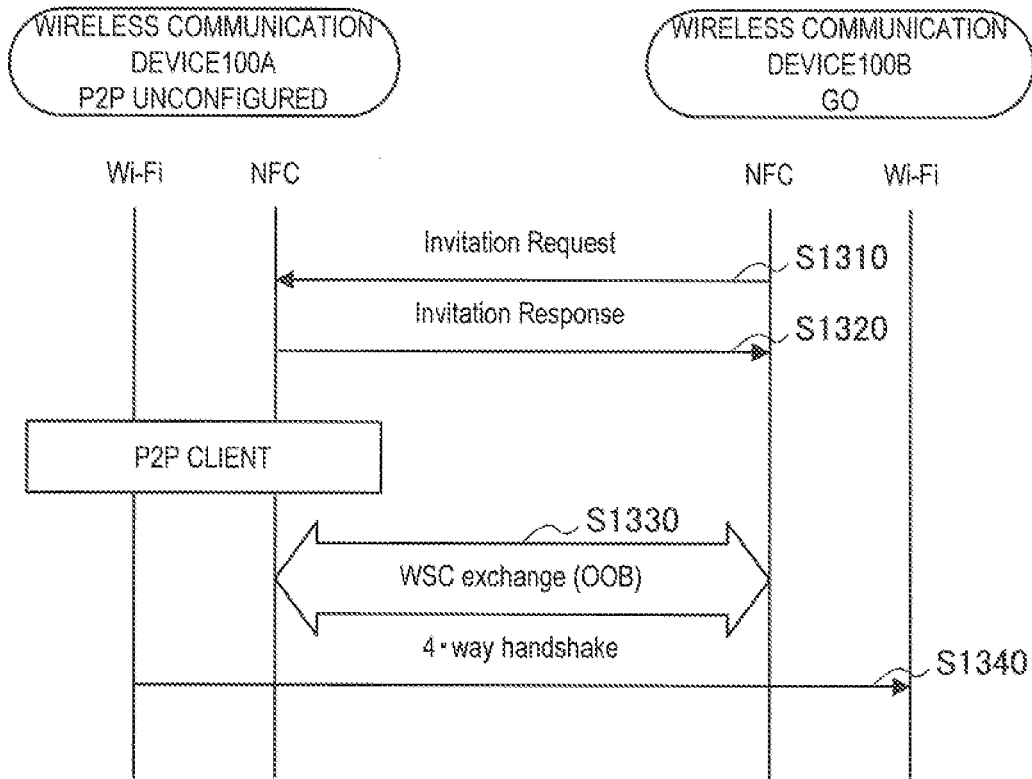 WIRELESS COMMUNICATION
DEVICE100A
P2P UNCONFIGURED
WIRELESS COMMUNICATION
DEVICE100B
GO
Wi-Fi
NFC
NFC
Wi-Fi
Invitation Request
S1310
Invitation Response
S1320
P2P CLIENT
S1330
WSC exchange (OOB)
4・way handshake
S1340